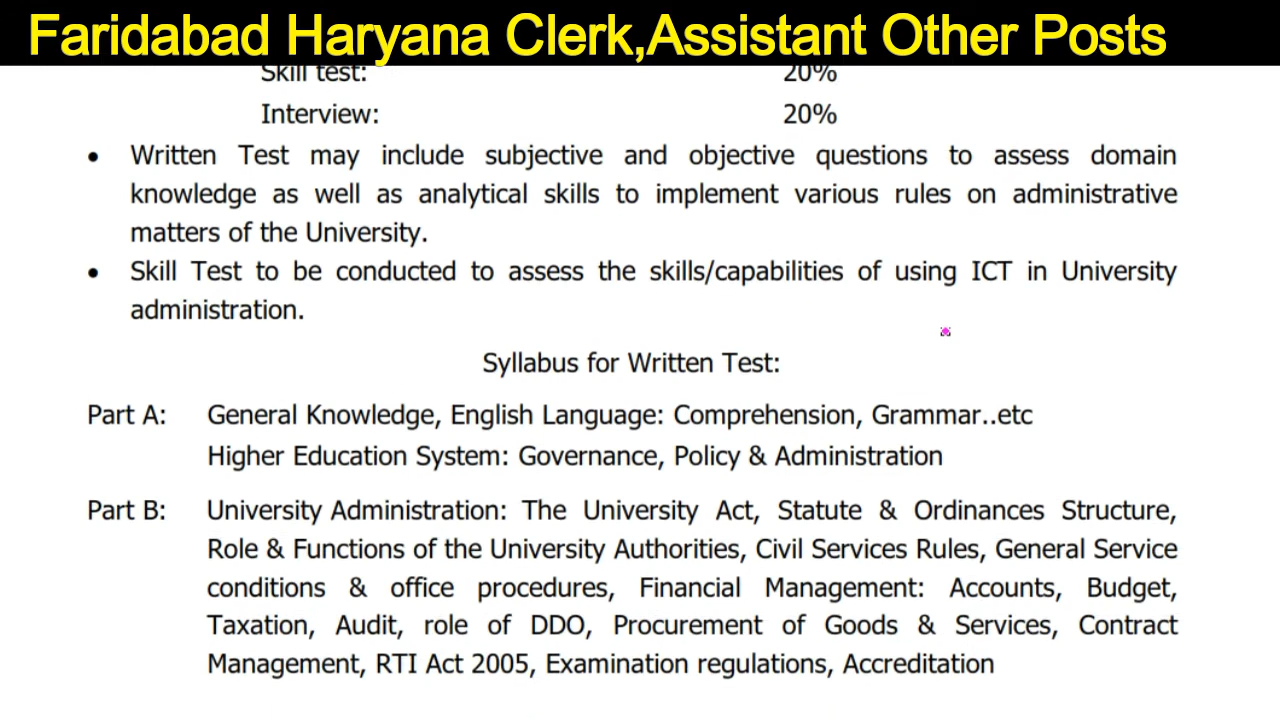 Faridabad Haryana Clerk,Assistant Other Posts
Skill test: 20%
Interview: 20%
• Written Test may include subjective and objective questions to assess domain
knowledge as well as analytical skills to implement various rules on administrative
matters of the University.
• Skill Test to be conducted to assess the skills/capabilities of using ICT in University
administration.
Syllabus for Written Test:
Part A: General Knowledge, English Language: Comprehension, Grammar..etc
Higher Education System: Governance, Policy & Administration
Part B: University Administration: The University Act, Statute & Ordinances Structure,
Role & Functions of the University Authorities, Civil Services Rules, General Service
conditions & office procedures, Financial Management: Accounts, Budget,
Taxation, Audit, role of DDO, Procurement of Goods & Services, Contract
Management, RTI Act 2005, Examination regulations, Accreditation